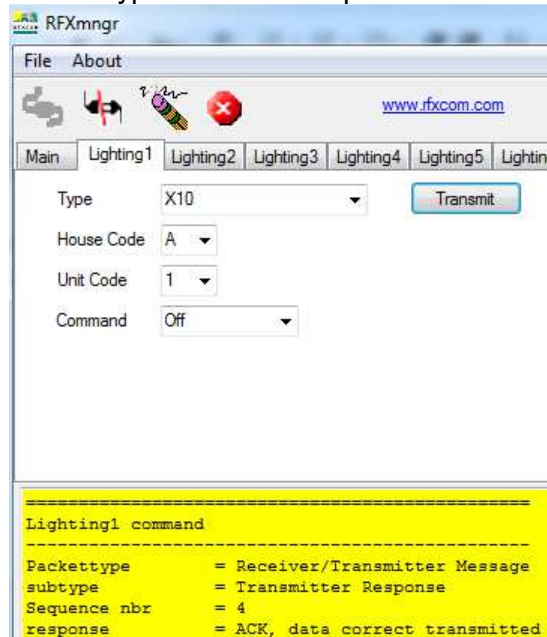 RFXmngr
File About
www.rfxcom.com
Main Lighting1 Lighting2 Lighting3 Lighting4 Lighting5 Lightin
Type X10 Transmit
House Code A
Unit Code 1
Command Off
==================================================
Lighting1 command
--------------------------------------------------
Packettype = Receiver/Transmitter Message
subtype = Transmitter Response
Sequence nbr = 4
response = ACK, data correct transmitted